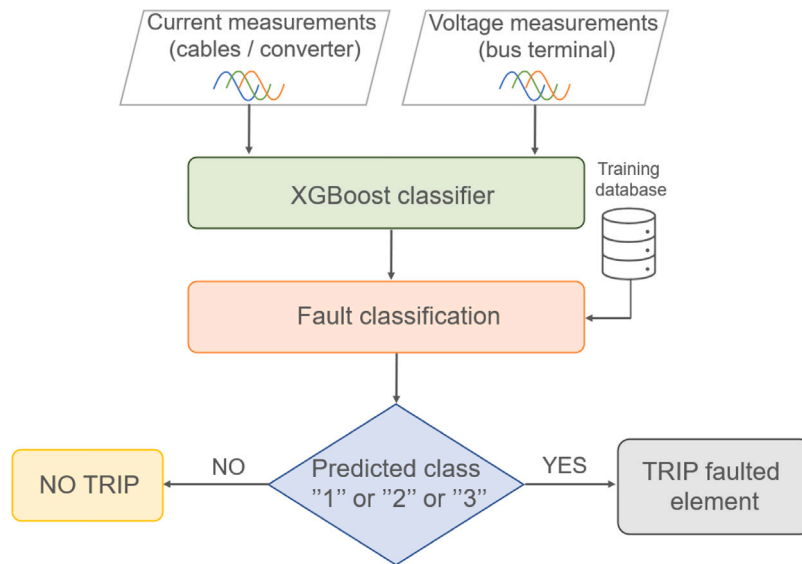 Current measurements
(cables / converter)
Voltage measurements
(bus terminal)
XGBoost classifier
Training
database
Fault classification
Predicted class
"1" or "2" or "3"
NO
YES
NO TRIP
TRIP faulted
element